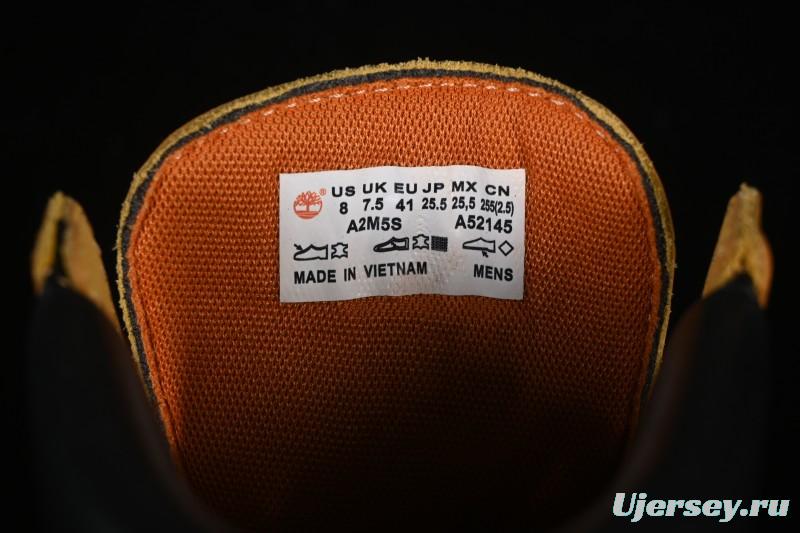 US UK EU JP MX CN
8 7.5 41 25.5 25,5 255(2.5)
A2M5S A52145
MADE IN VIETNAM MENS
Ujersey.ru